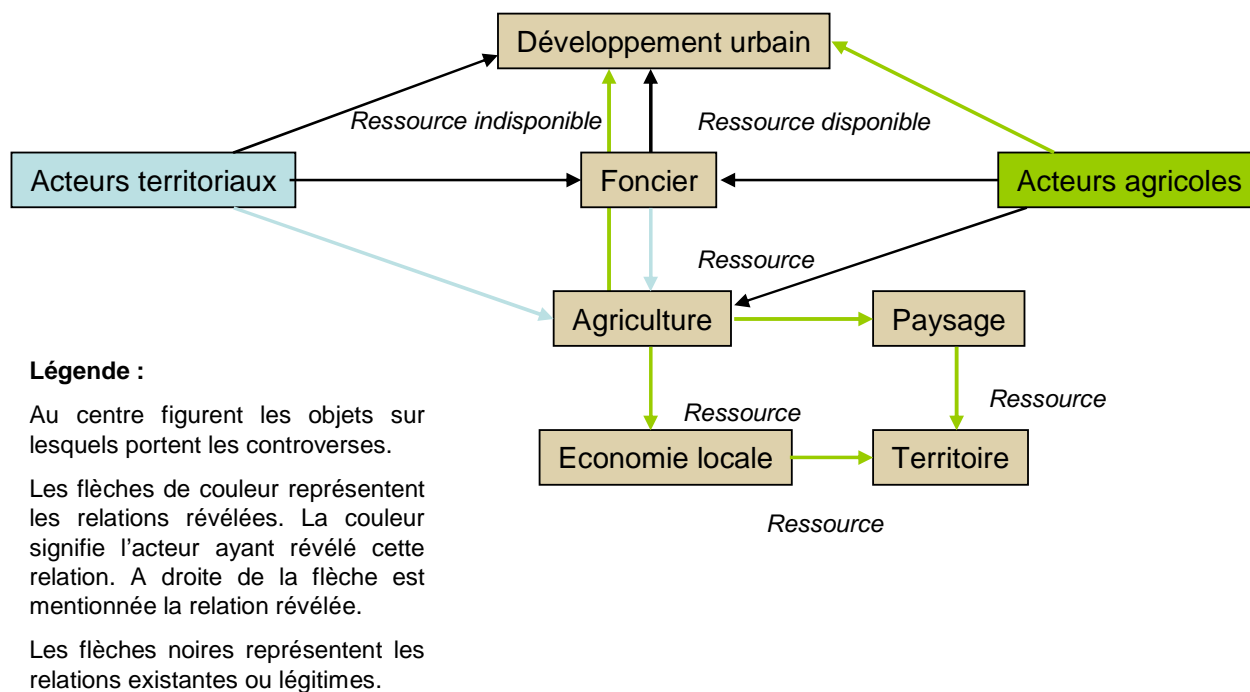 Développement urbain
Ressource indisponible
Ressource disponible
Acteurs territoriaux
Foncier
Acteurs agricoles
Ressource
Agriculture
Paysage
Légende :
Au centre figurent les objets sur
lesquels portent les controverses.
Les flèches de couleur représentent
les relations révélées. La couleur
signifie l’acteur ayant révélé cette
relation. A droite de la flèche est
mentionnée la relation révélée.
Les flèches noires représentent les
relations existantes ou légitimes.
Ressource
Ressource
Economie locale
Territoire
Ressource